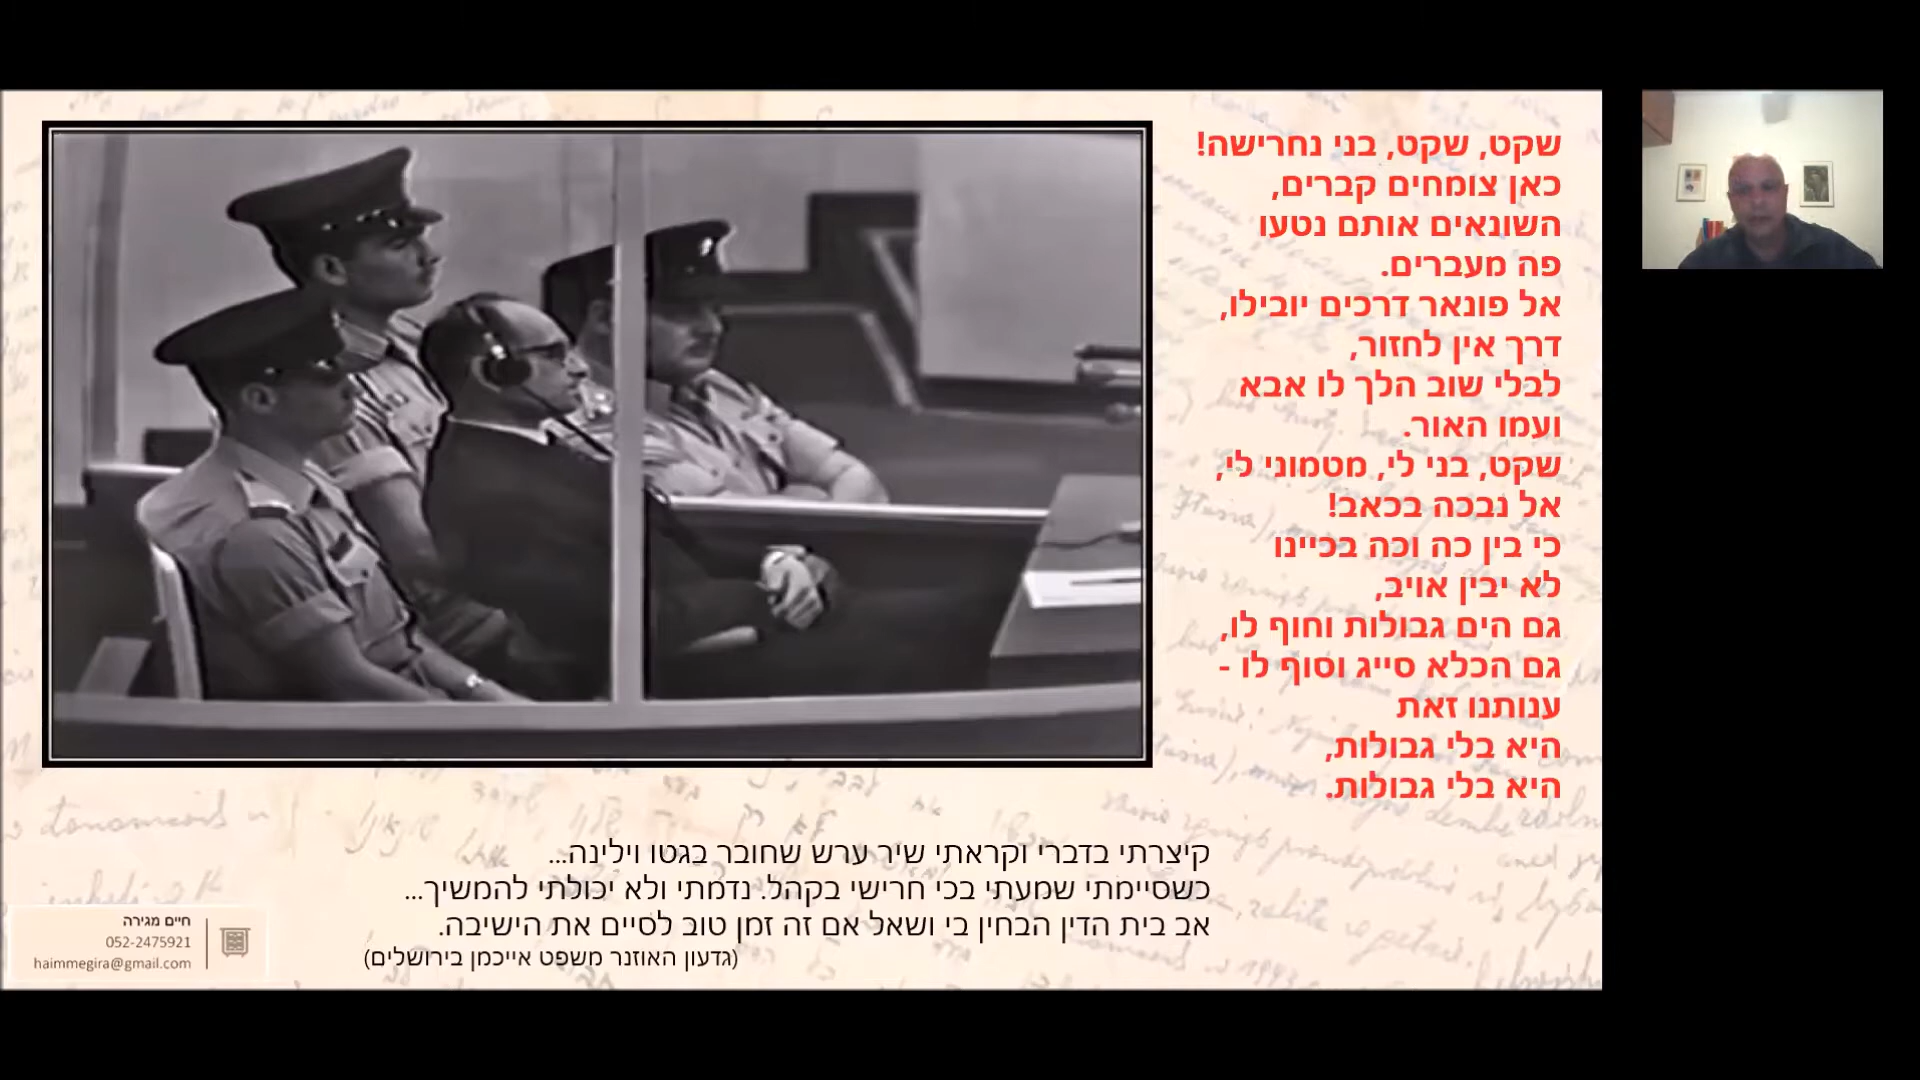 שקט, שקט, בני נחרישה!
כאן צומחים קברים,
השונאים אותם נטעו
פה מעברים.
אל פונאר דרכים יובילו,
דרך אין לחזור,
לבלי שוב הלך לו אבא
ועמו האור.
שקט, בני לי, מטמוני לי,
אל נבכה בכאב!
כי בין כה וכה בכיינו
לא יבין אויב,
גם הים גבולות וחוף לו,
גם הכלא סייג וסוף לו -
ענותנו זאת
היא בלי גבולות,
היא בלי גבולות.
קיצרתי בדברי וקראתי שיר ערש שחובר בגטו וילינה...
כשסיימתי שמעתי בכי חרישי בקהל. נדמתי ולא יכולתי להמשיך...
אב בית הדין הבחין בי ושאל אם זה זמן טוב לסיים את הישיבה.
(גדעון האוזנר משפט אייכמן בירושלים)
חיים מגירה
052-2475921
haimmegira@gmail.com